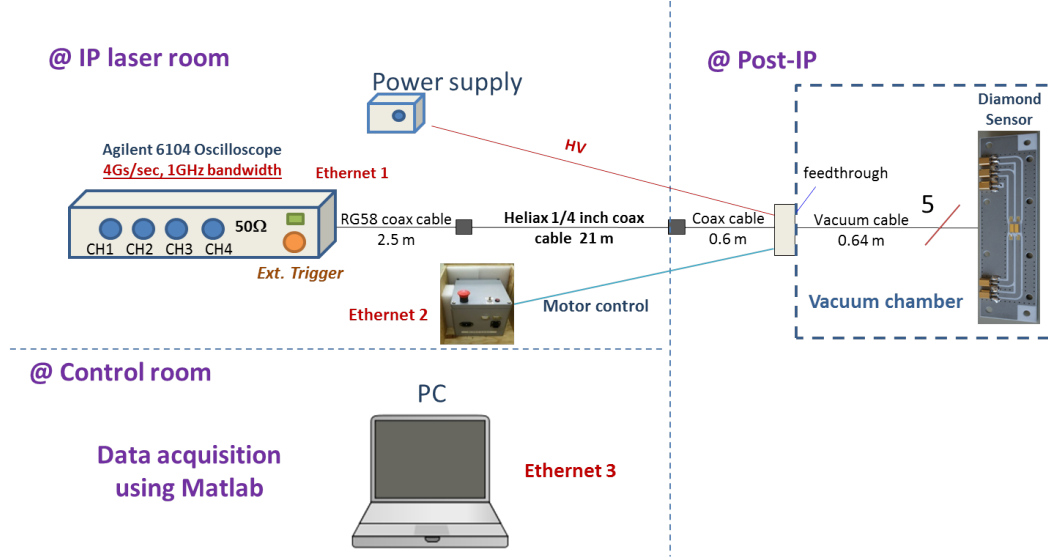 @ IP laser room
@ Post-IP
Power supply
Diamond
Sensor
Agilent 6104 Oscilloscope
4Gs/sec, 1GHz bandwidth
Ethernet 1
HV
feedthrough
CH1 CH2 CH3 CH4
50Ω
Ext. Trigger
RG58 coax cable
2.5 m
Heliax 1/4 inch coax
cable 21 m
Coax cable
0.6 m
Vacuum cable
0.64 m
5
Ethernet 2
Motor control
Vacuum chamber
@ Control room
PC
Data acquisition
using Matlab
Ethernet 3